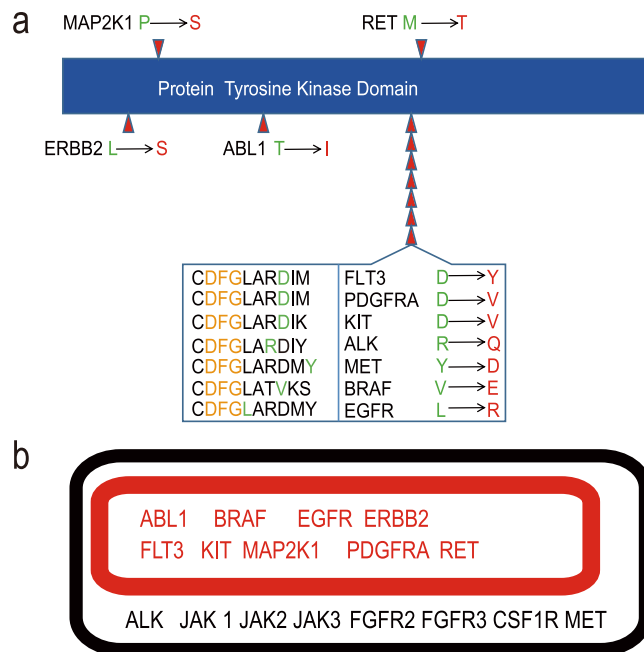 a
MAP2K1 P S
RET M T
Protein Tyrosine Kinase Domain
ERBB2 L S
ABL1 T I
CDFGLARDIM FLT3 D Y
CDFGLARDIM PDGFRA D V
CDFGLARDIK KIT D V
CDFGLARDIY ALK R Q
CDFGLARDMY MET Y D
CDFGLATVKS BRAF V E
CDFGLARDMY EGFR L R
b
ABL1 BRAF EGFR ERBB2
FLT3 KIT MAP2K1 PDGFRA RET
ALK JAK 1 JAK2 JAK3 FGFR2 FGFR3 CSF1R MET